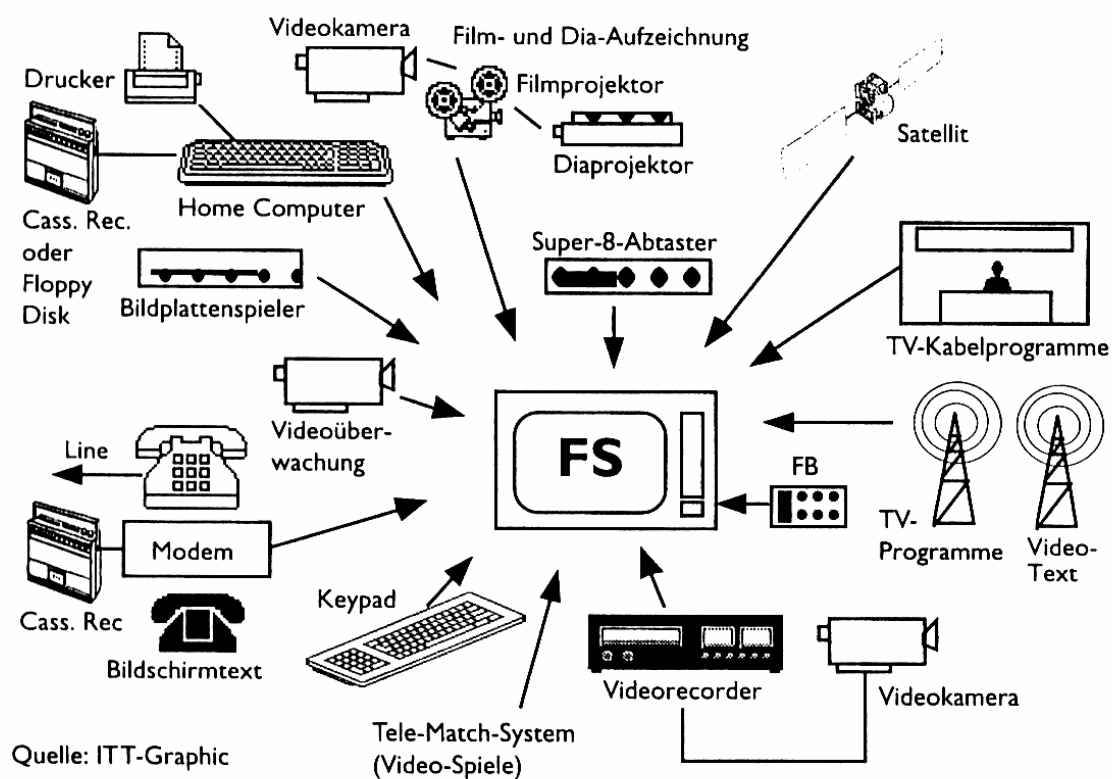 Videokamera
Film- und Dia-Aufzeichnung
Drucker
Filmprojektor
Diaprojektor
Satellit
Cass. Rec.
oder
Floppy
Disk
Home Computer
Super-8-Abtaster
Bildplattenspieler
TV-Kabelprogramme
Videoüber-
wachung
FS
FB
Line
TV-
Programme
Video-
Text
Modem
Cass. Rec
Bildschirmtext
Keypad
Videorecorder
Videokamera
Tele-Match-System
(Video-Spiele)
Quelle: ITT-Graphic